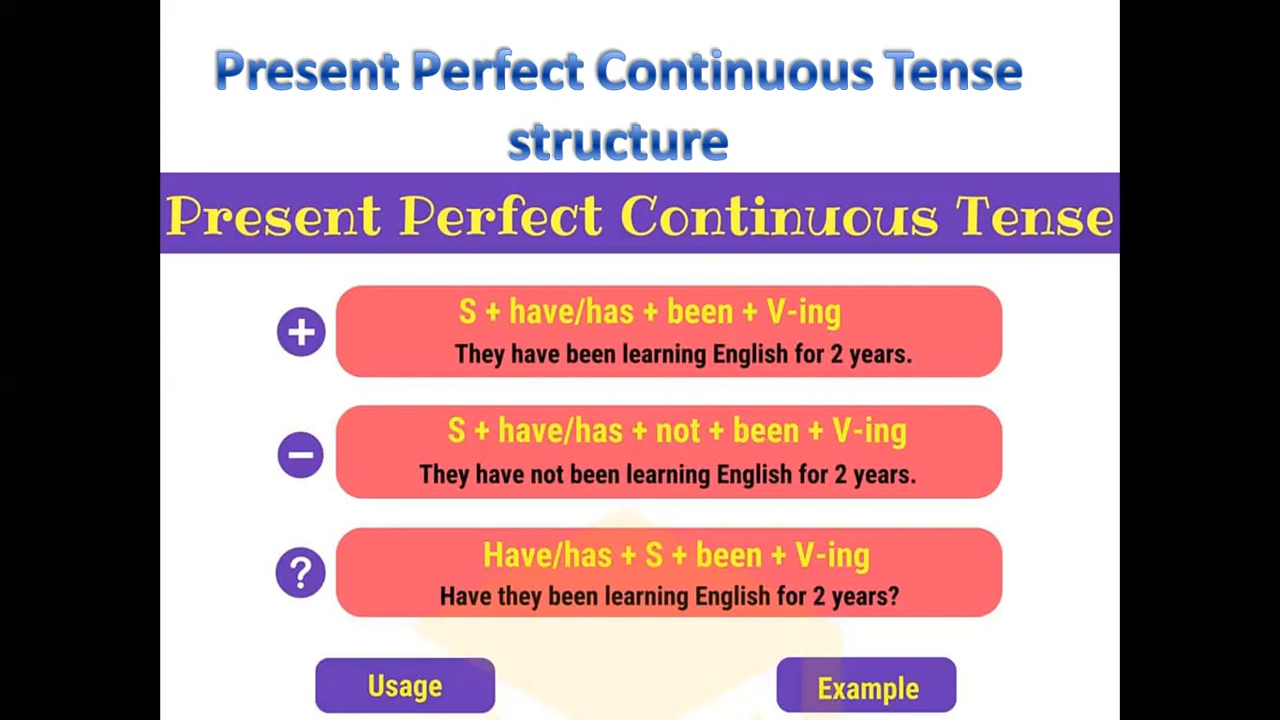 Present Perfect Continuous Tense
structure
Present Perfect Continuous Tense
+ S + have/has + been + V-ing
They have been learning English for 2 years.
− S + have/has + not + been + V-ing
They have not been learning English for 2 years.
? Have/has + S + been + V-ing
Have they been learning English for 2 years?
Usage
Example